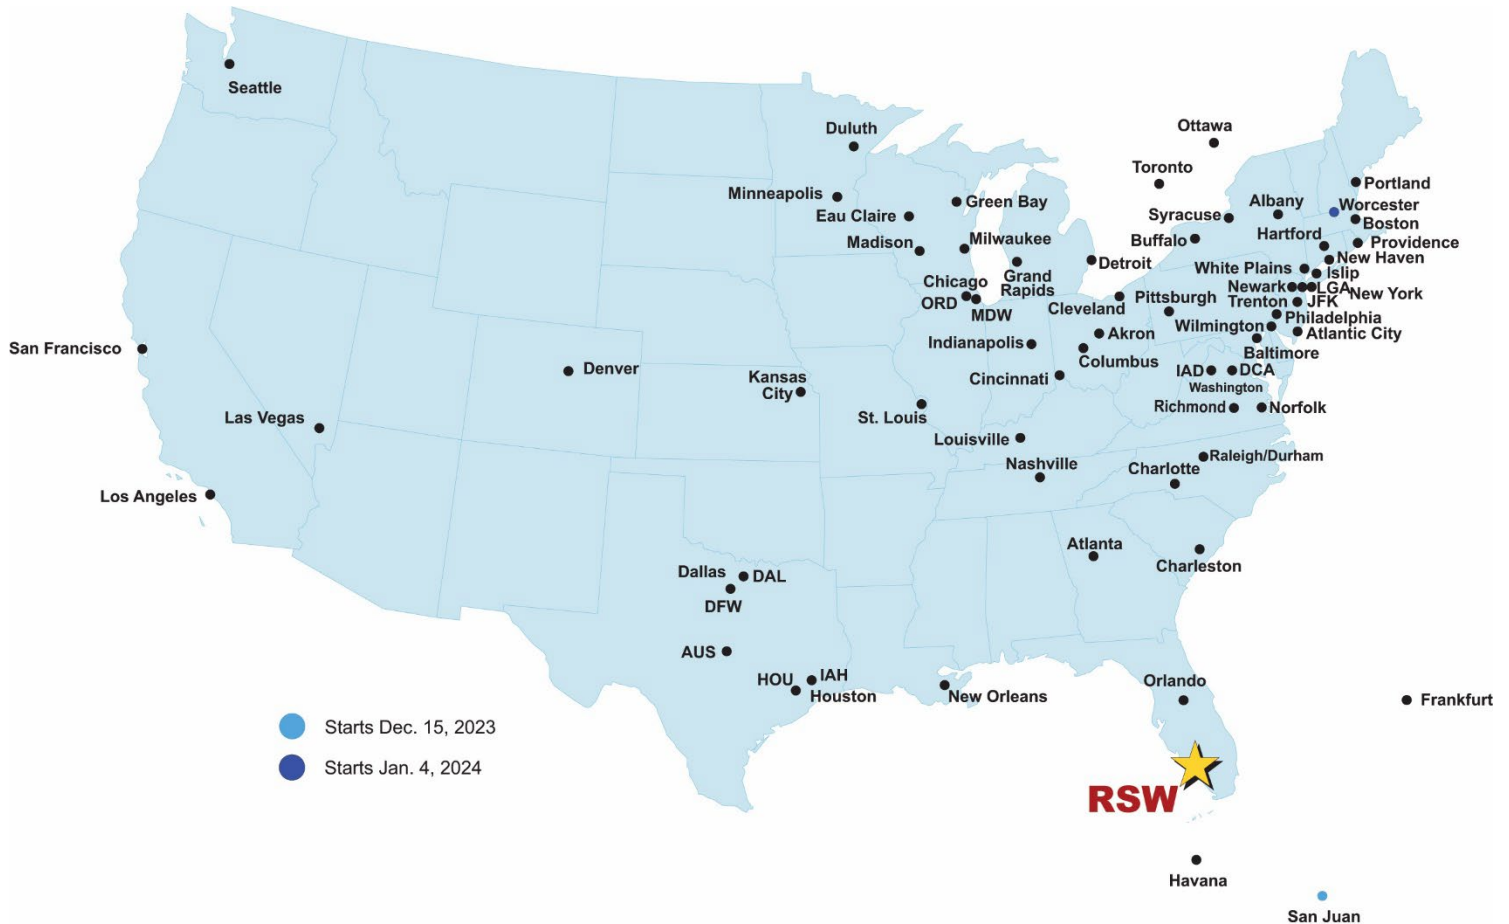 Seattle
Duluth
Ottawa
Toronto
Minneapolis
Portland
Green Bay
Albany
Worcester
Eau Claire
Syracuse
Boston
Madison
Milwaukee
Buffalo
Hartford
Providence
New Haven
Detroit
White Plains
Islip
Grand
Rapids
Chicago
ORD
MDW
Cleveland
Pittsburgh
Newark
LGA
New York
Trenton
JFK
Philadelphia
Wilmington
Atlantic City
Akron
Indianapolis
Columbus
Baltimore
San Francisco
Denver
Kansas
City
Cincinnati
IAD
DCA
Washington
St. Louis
Richmond
Norfolk
Las Vegas
Louisville
Nashville
Charlotte
Raleigh/Durham
Los Angeles
Atlanta
Charleston
Dallas
DAL
DFW
AUS
HOU
IAH
Houston
New Orleans
Orlando
Frankfurt
Starts Dec. 15, 2023
Starts Jan. 4, 2024
RSW
Havana
San Juan